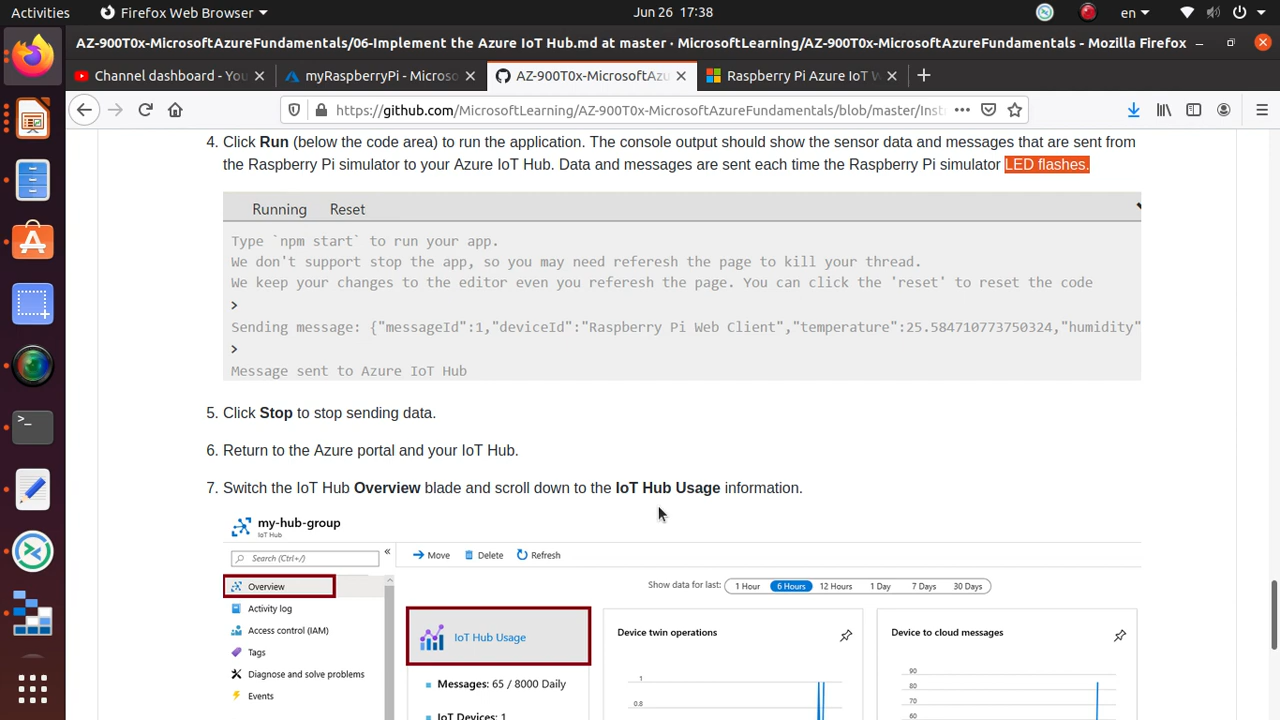 Activities
Firefox Web Browser
Jun 26 17:38
en
AZ-900T0x-MicrosoftAzureFundamentals/06-Implement the Azure IoT Hub.md at master · MicrosoftLearning/AZ-900T0x-MicrosoftAzureFundamentals - Mozilla Firefox
Channel dashboard - You
myRaspberryPi - Microso
AZ-900T0x-MicrosoftAzu
Raspberry Pi Azure IoT W
https://github.com/MicrosoftLearning/AZ-900T0x-MicrosoftAzureFundamentals/blob/master/Inst
4. Click Run (below the code area) to run the application. The console output should show the sensor data and messages that are sent from
the Raspberry Pi simulator to your Azure IoT Hub. Data and messages are sent each time the Raspberry Pi simulator LED flashes.
Running Reset
Type `npm start` to run your app.
We don't support stop the app, so you may need referesh the page to kill your thread.
We keep your changes to the editor even you referesh the page. You can click the 'reset' to reset the code
>
Sending message: {"messageId":1,"deviceId":"Raspberry Pi Web Client","temperature":25.584710773750324,"humidity"
>
Message sent to Azure IoT Hub
5. Click Stop to stop sending data.
6. Return to the Azure portal and your IoT Hub.
7. Switch the IoT Hub Overview blade and scroll down to the IoT Hub Usage information.
my-hub-group
IoT Hub
Search (Ctrl+/)
«
Move Delete Refresh
Show data for last: 1 Hour 6 Hours 12 Hours 1 Day 7 Days 30 Days
Overview
Activity log
Access control (IAM)
Tags
Diagnose and solve problems
Events
IoT Hub Usage
Messages: 65 / 8000 Daily
IoT Devices: 1
Device twin operations
1
0.8
Device to cloud messages
90
80
70
60